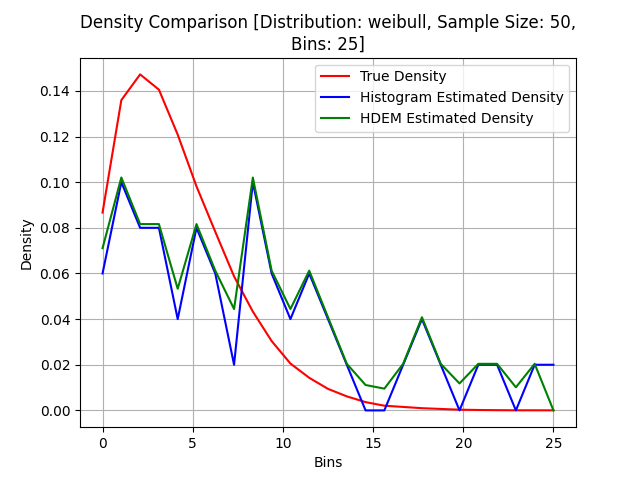 Density Comparison [Distribution: weibull, Sample Size: 50,
Bins: 25]
True Density
Histogram Estimated Density
HDEM Estimated Density
Density
0.14
0.12
0.10
0.08
0.06
0.04
0.02
0.00
0 5 10 15 20 25
Bins